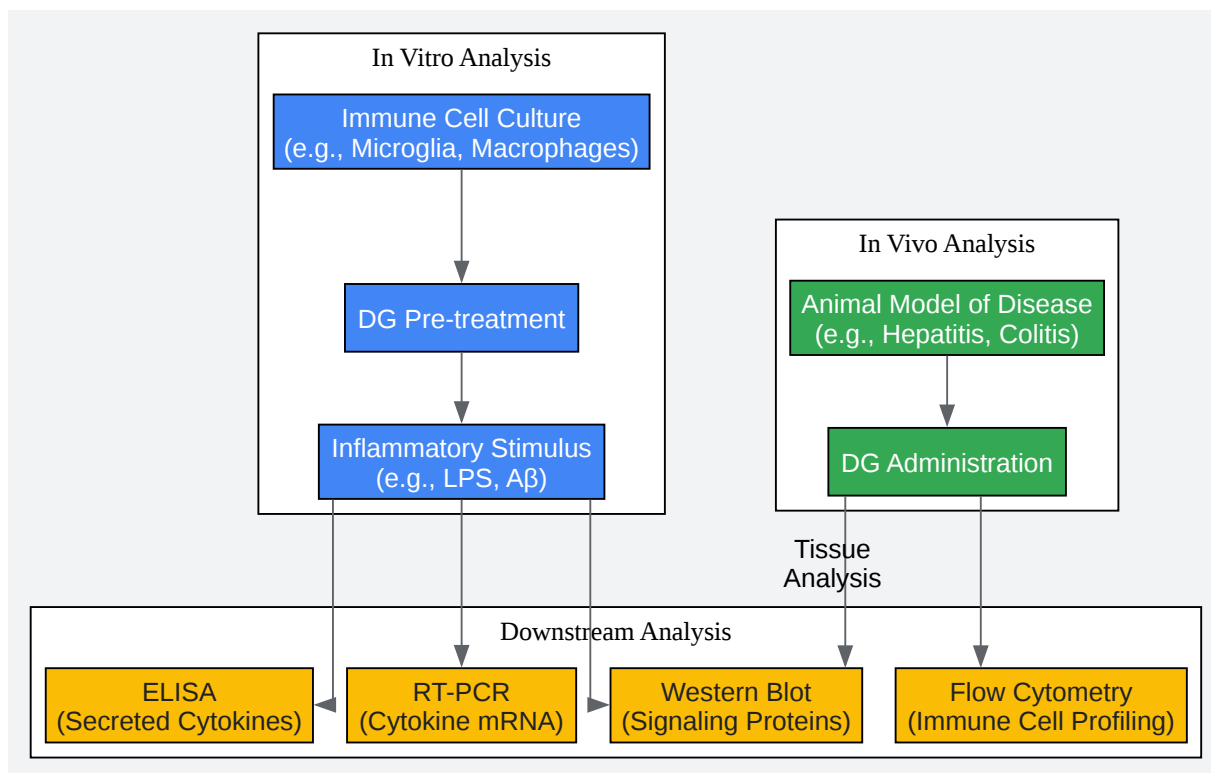 In Vitro Analysis
Immune Cell Culture
(e.g., Microglia, Macrophages)
DG Pre-treatment
Inflammatory Stimulus
(e.g., LPS, Aβ)
In Vivo Analysis
Animal Model of Disease
(e.g., Hepatitis, Colitis)
DG Administration
Tissue
Analysis
Downstream Analysis
ELISA
(Secreted Cytokines)
RT-PCR
(Cytokine mRNA)
Western Blot
(Signaling Proteins)
Flow Cytometry
(Immune Cell Profiling)